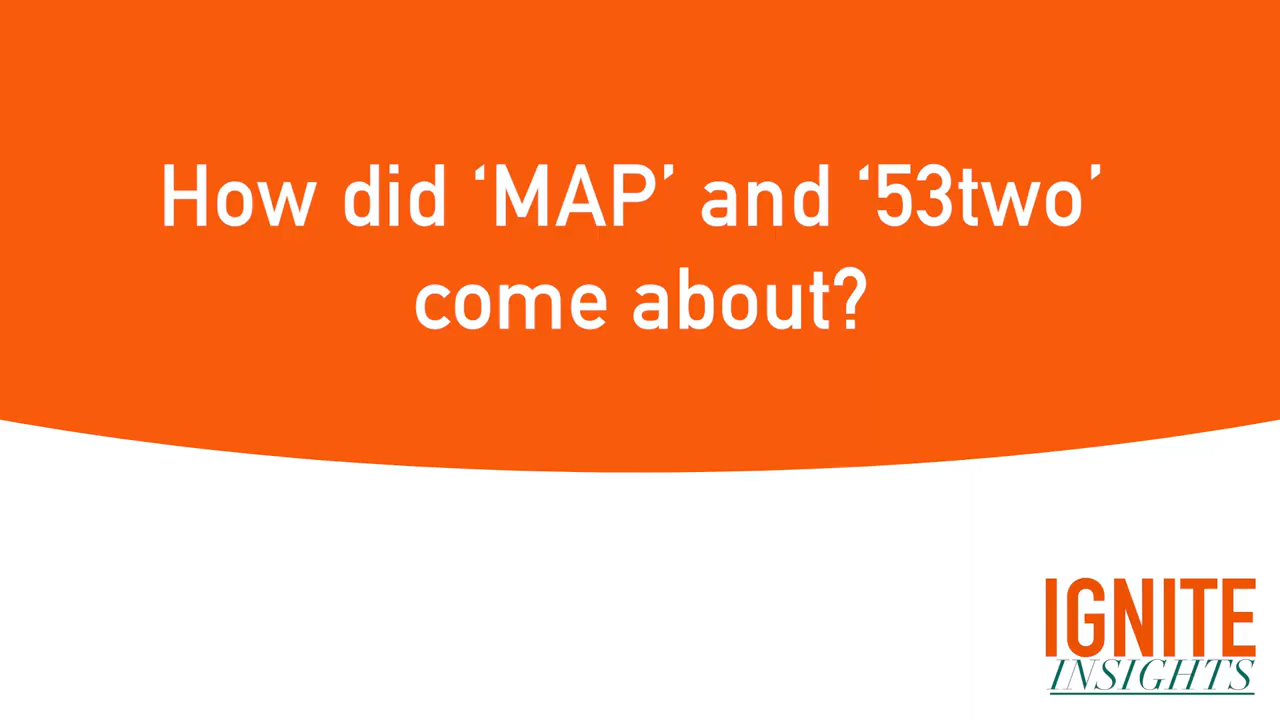 How did ‘MAP’ and ‘53two’
come about?
IGNITE
INSIGHTS